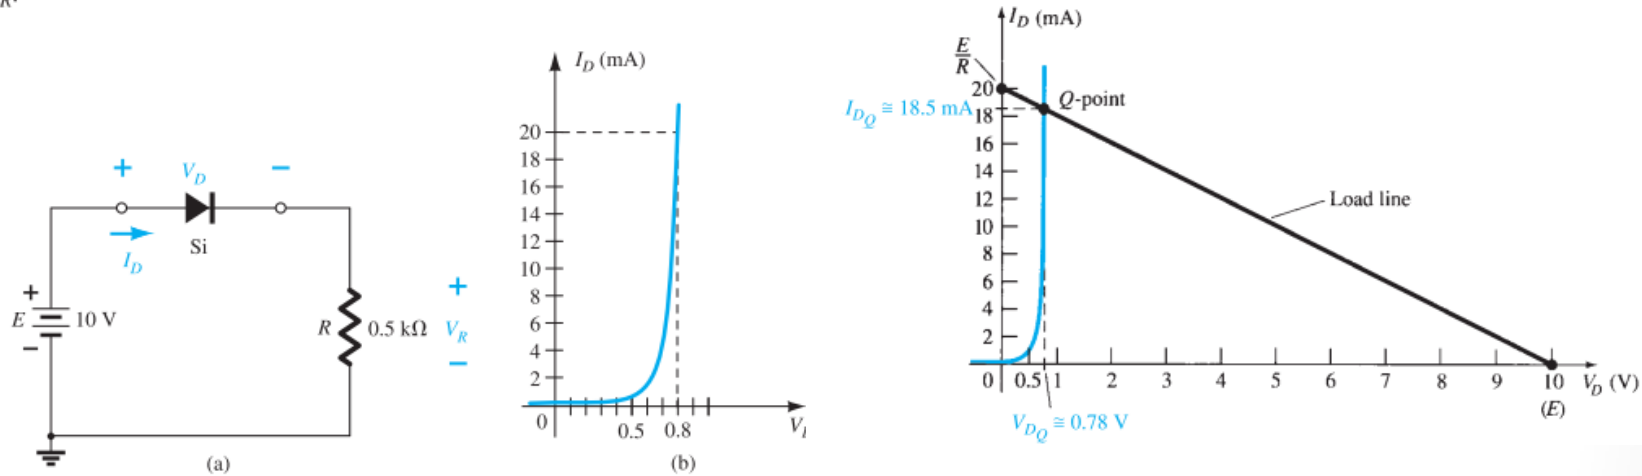 R.
+
V_D
−
I_D
Si
+
E
10 V
−
R
0.5 kΩ
+
V_R
−
(a)
I_D (mA)
20
18
16
14
12
10
8
6
4
2
0
0.5
0.8
(b)
I_D (mA)
E
R
20
I_DQ ≅ 18.5 mA
18
Q-point
16
14
12
10
8
6
4
2
Load line
0 0.5 1 2 3 4 5 6 7 8 9 10 V_D (V)
(E)
V_DQ ≅ 0.78 V